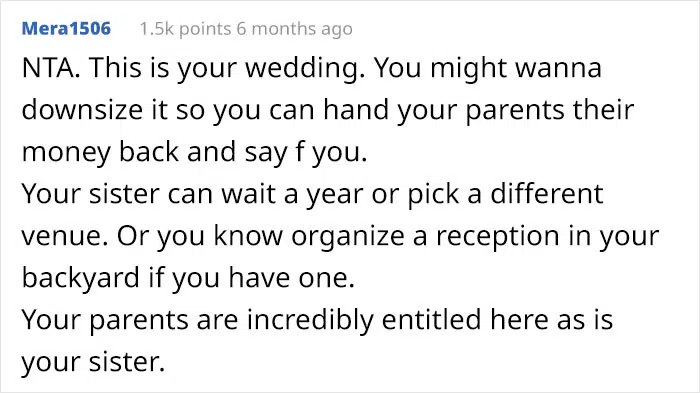 Mera1506 1.5k points 6 months ago
NTA. This is your wedding. You might wanna
downsize it so you can hand your parents their
money back and say f you.
Your sister can wait a year or pick a different
venue. Or you know organize a reception in your
backyard if you have one.
Your parents are incredibly entitled here as is
your sister.